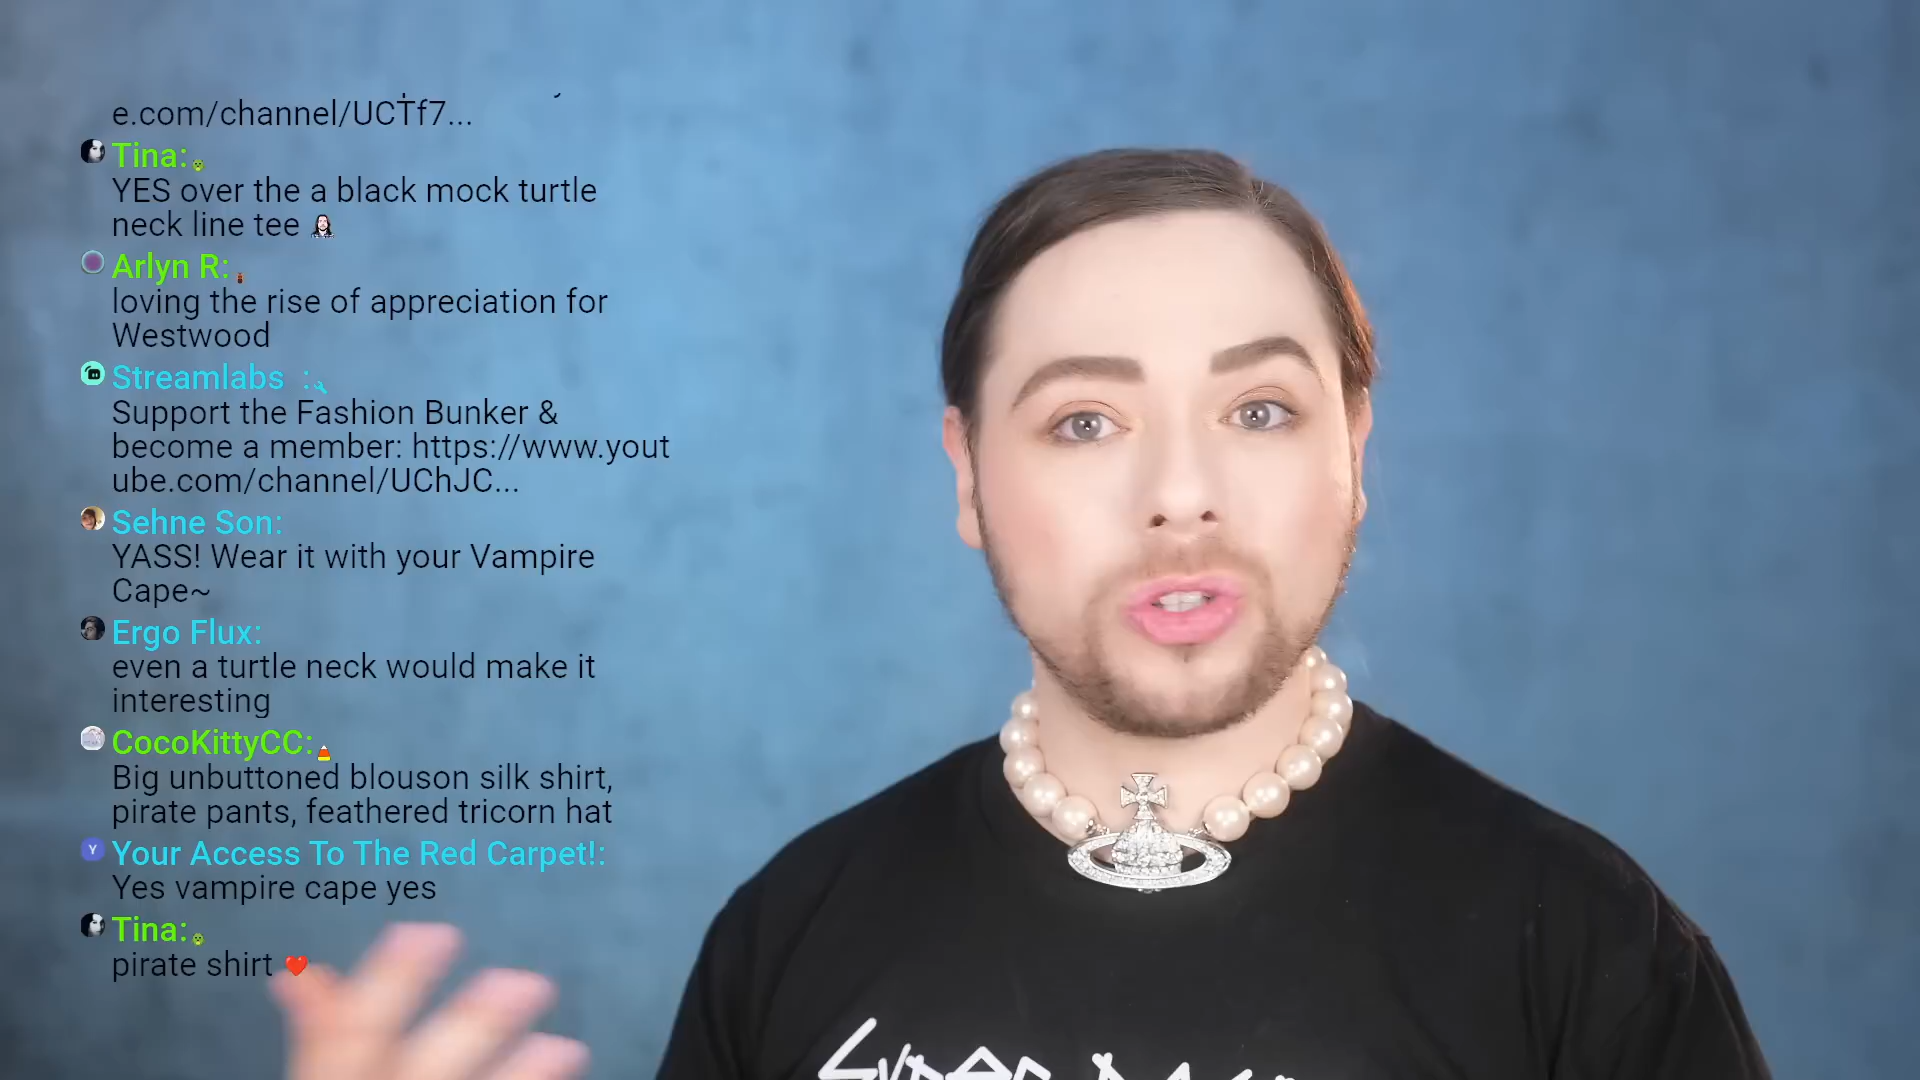 e.com/channel/UCTf7...
Tina:
YES over the a black mock turtle
neck line tee
Arlyn R:
loving the rise of appreciation for
Westwood
Streamlabs :
Support the Fashion Bunker &
become a member: https://www.yout
ube.com/channel/UChJC...
Sehne Son:
YASS! Wear it with your Vampire
Cape~
Ergo Flux:
even a turtle neck would make it
interesting
CocoKittyCC:
Big unbuttoned blouson silk shirt,
pirate pants, feathered tricorn hat
Y
Your Access To The Red Carpet!:
Yes vampire cape yes
Tina:
pirate shirt ❤️